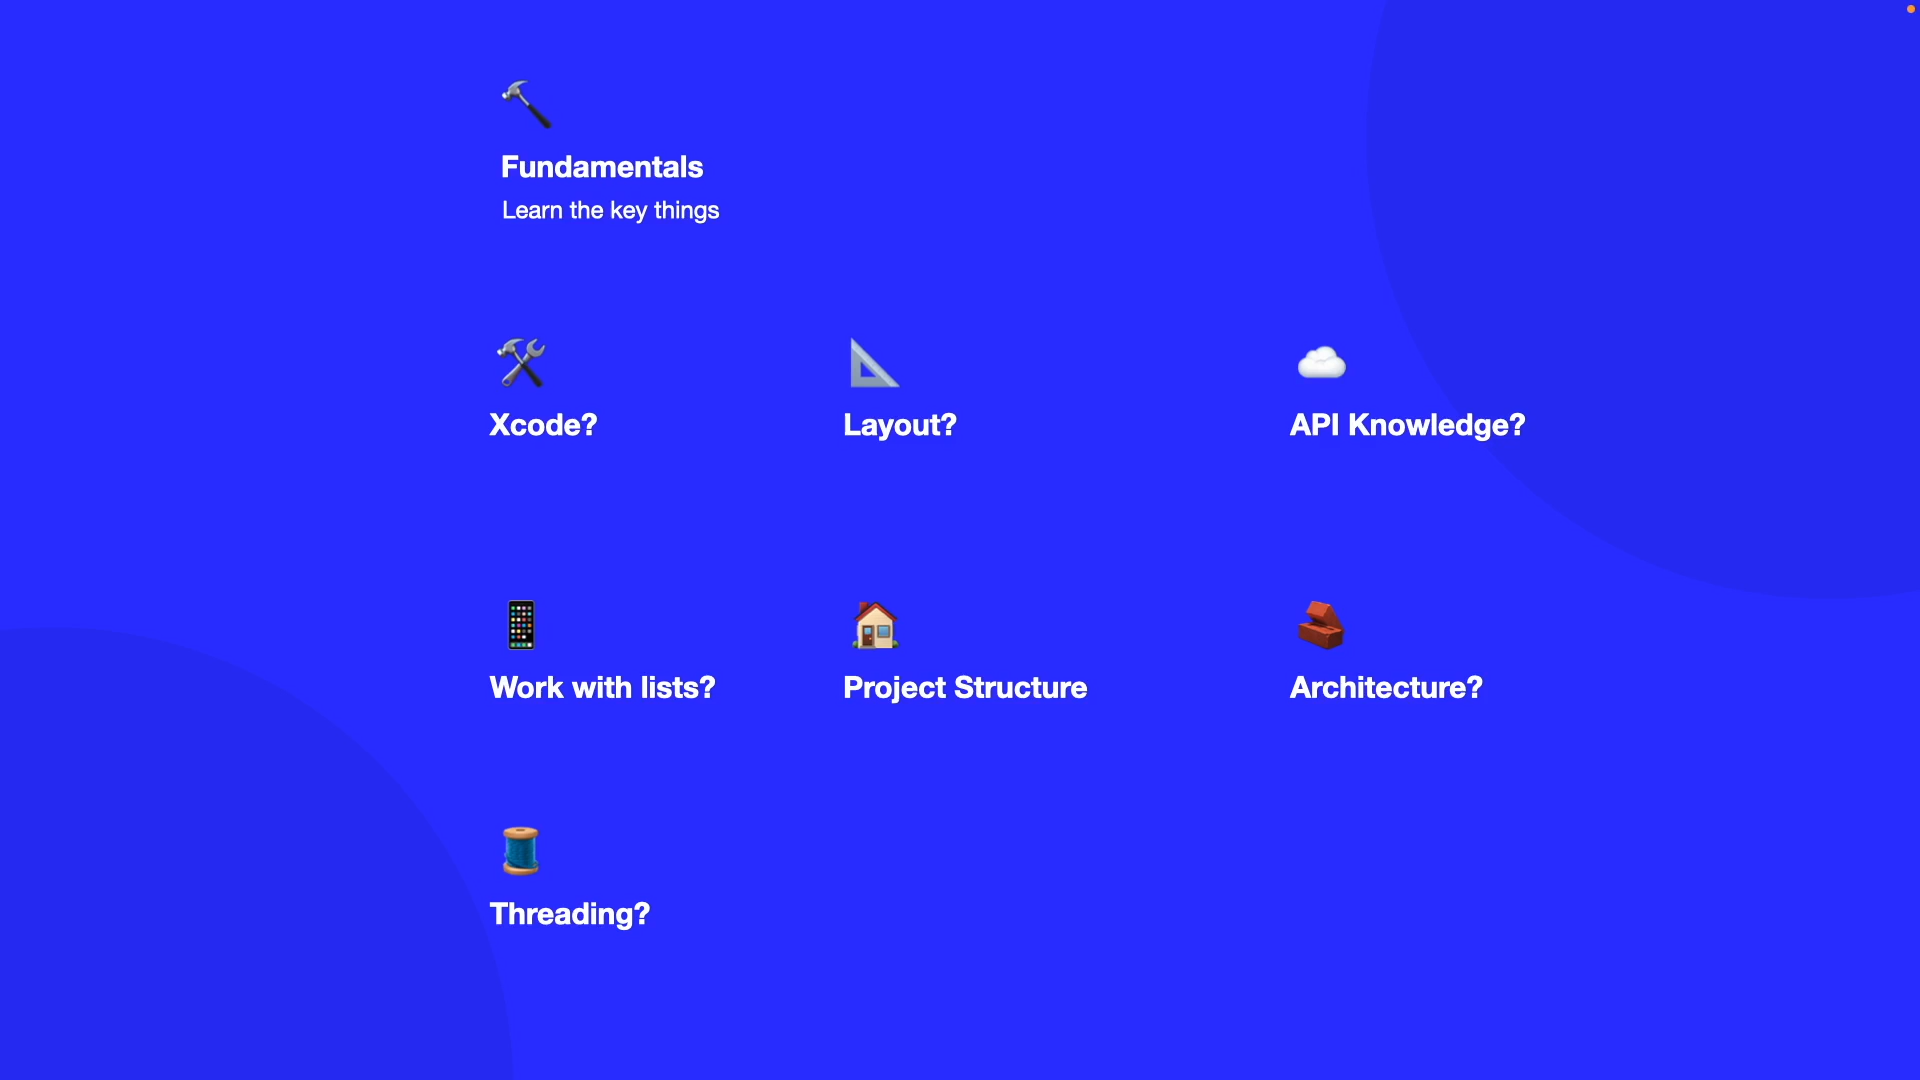 Fundamentals
Learn the key things
Xcode?
Layout?
API Knowledge?
Work with lists?
Project Structure
Architecture?
Threading?